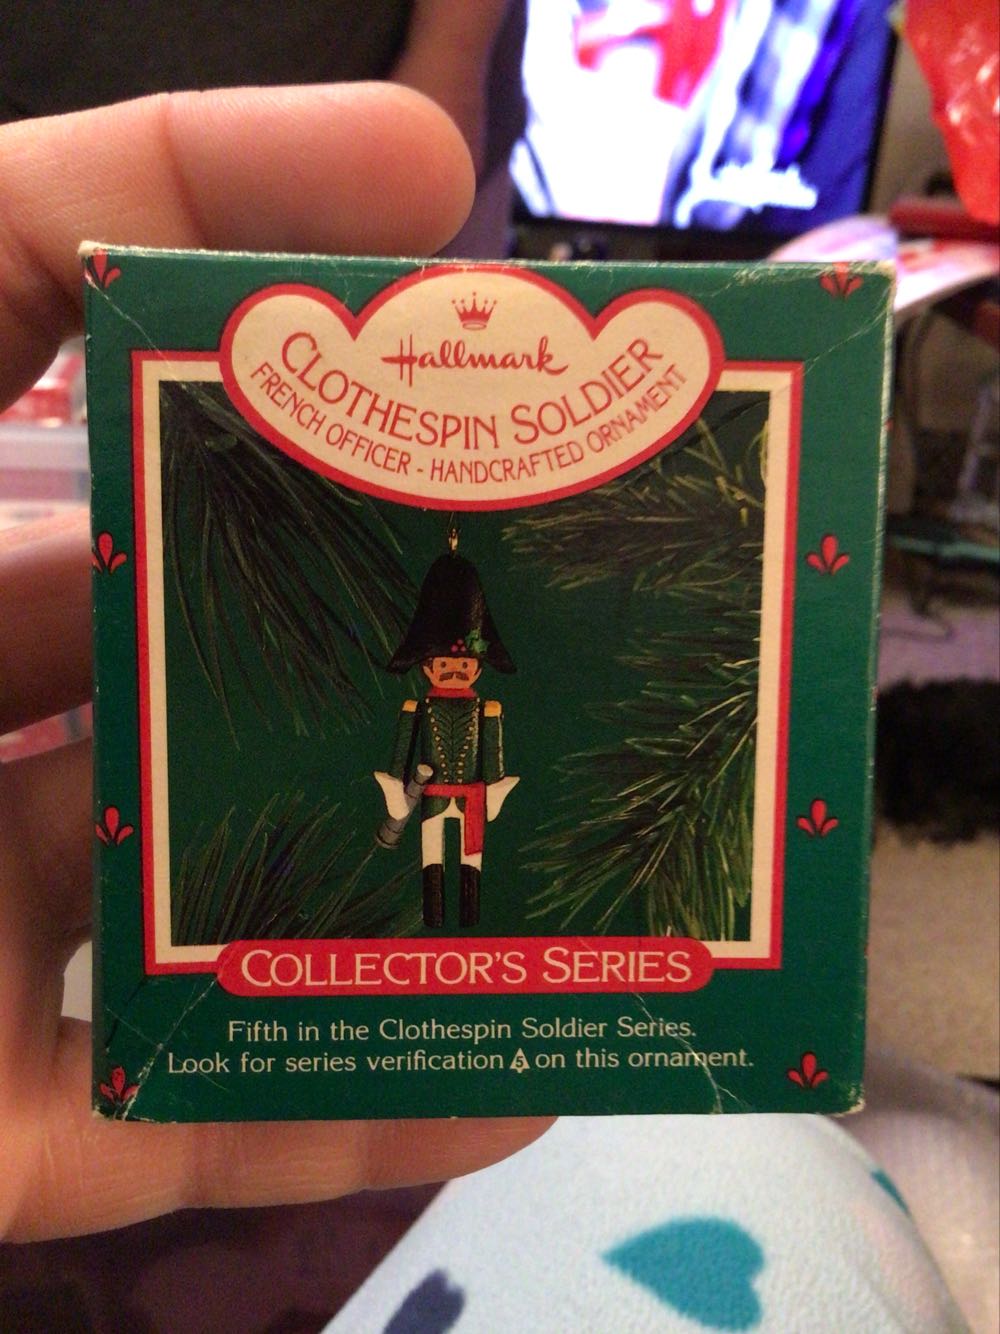 Hallmark
CLOTHESPIN SOLDIER
FRENCH OFFICER - HANDCRAFTED ORNAMENT
COLLECTOR'S SERIES
Fifth in the Clothespin Soldier Series.
Look for series verification 5 on this ornament.